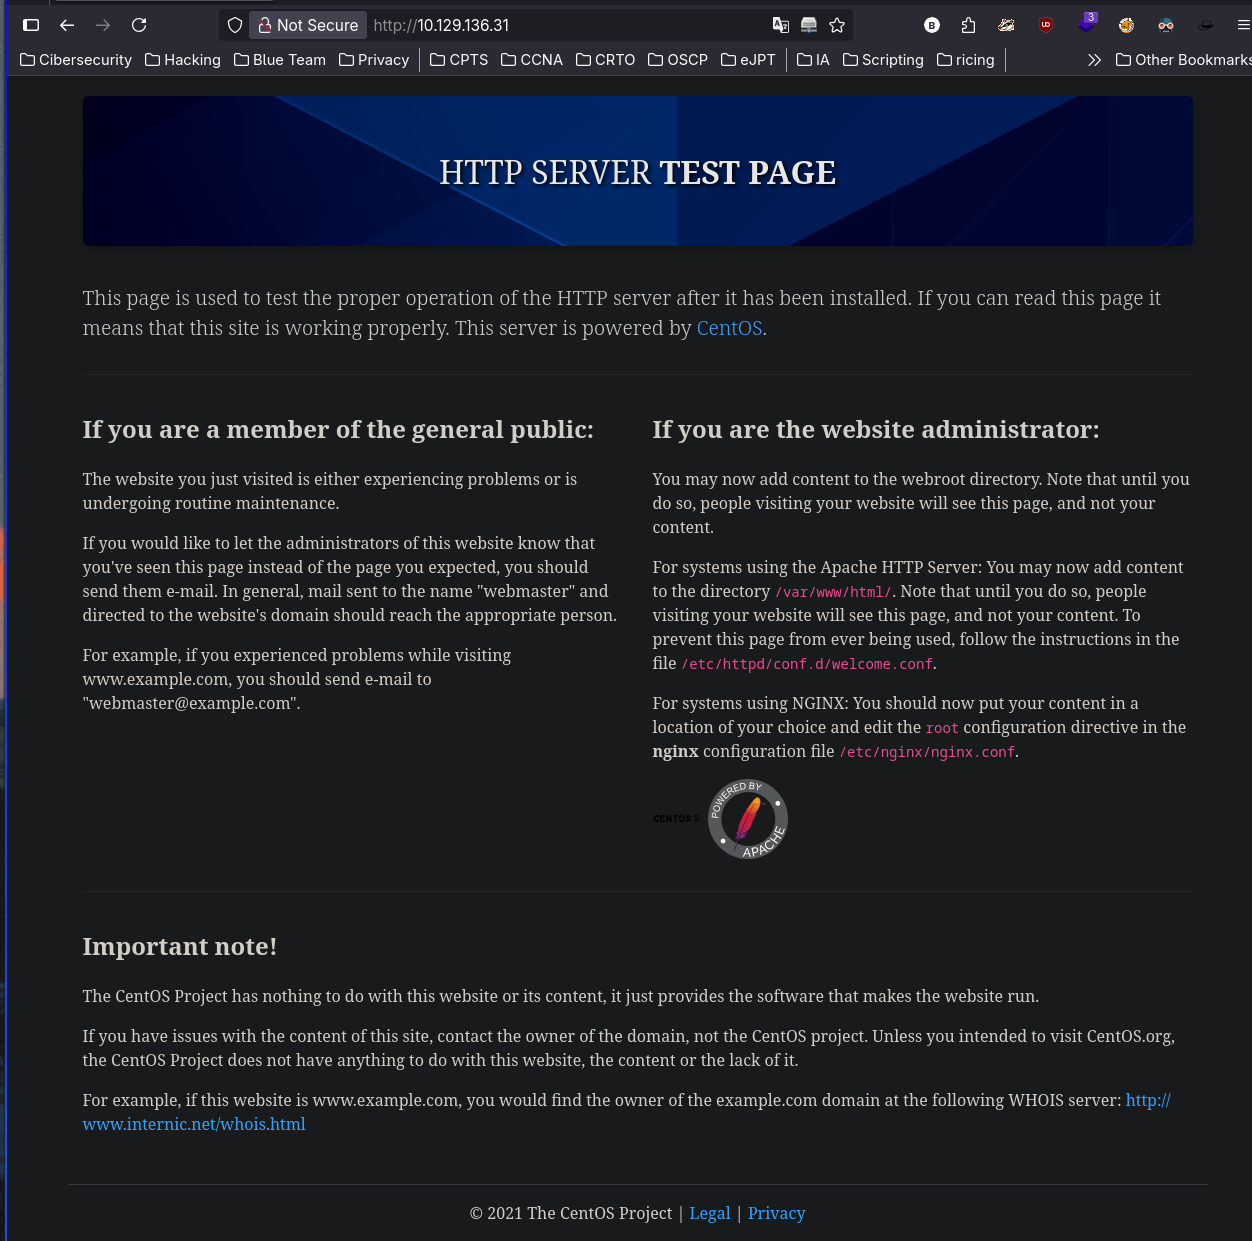 Not Secure http://10.129.136.31 3
Cibersecurity Hacking Blue Team Privacy CPTS CCNA CRTO OSCP eJPT IA Scripting ricing Other Bookmarks
HTTP SERVER TEST PAGE
This page is used to test the proper operation of the HTTP server after it has been installed. If you can read this page it
means that this site is working properly. This server is powered by CentOS.
If you are a member of the general public:
The website you just visited is either experiencing problems or is
undergoing routine maintenance.
If you would like to let the administrators of this website know that
you've seen this page instead of the page you expected, you should
send them e-mail. In general, mail sent to the name "webmaster" and
directed to the website's domain should reach the appropriate person.
For example, if you experienced problems while visiting
www.example.com, you should send e-mail to
"webmaster@example.com".
If you are the website administrator:
You may now add content to the webroot directory. Note that until you
do so, people visiting your website will see this page, and not your
content.
For systems using the Apache HTTP Server: You may now add content
to the directory /var/www/html/. Note that until you do so, people
visiting your website will see this page, and not your content. To
prevent this page from ever being used, follow the instructions in the
file /etc/httpd/conf.d/welcome.conf.
For systems using NGINX: You should now put your content in a
location of your choice and edit the root configuration directive in the
nginx configuration file /etc/nginx/nginx.conf.
CENTOS 8
POWERED BY
APACHE
Important note!
The CentOS Project has nothing to do with this website or its content, it just provides the software that makes the website run.
If you have issues with the content of this site, contact the owner of the domain, not the CentOS project. Unless you intended to visit CentOS.org,
the CentOS Project does not have anything to do with this website, the content or the lack of it.
For example, if this website is www.example.com, you would find the owner of the example.com domain at the following WHOIS server: http://
www.internic.net/whois.html
© 2021 The CentOS Project | Legal | Privacy